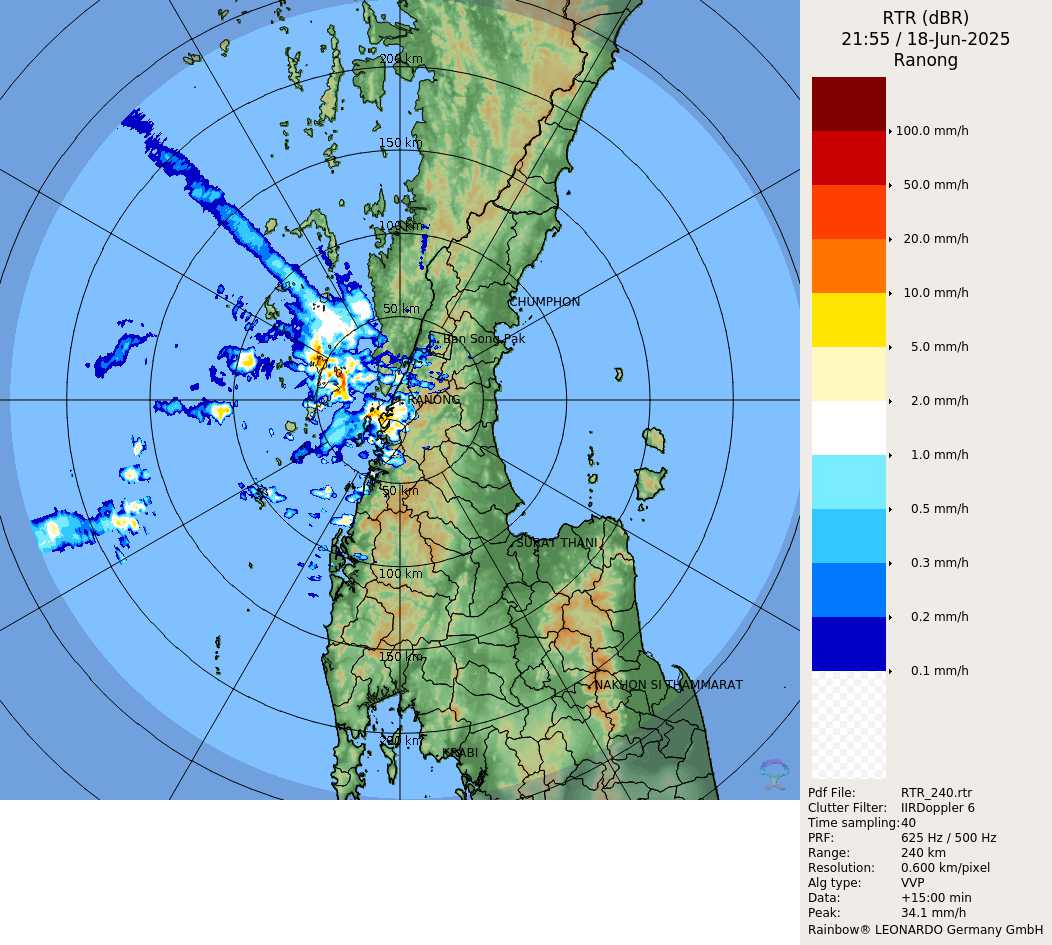 RTR (dBR)
21:55 / 18-Jun-2025
Ranong
200 km
150 km
100 km
50 km
CHUMPHON
Ban Song Pak
RANONG
50 km
SURAT THANI
100 km
150 km
NAKHON SI THAMMARAT
200 km
KRABI
100.0 mm/h
50.0 mm/h
20.0 mm/h
10.0 mm/h
5.0 mm/h
2.0 mm/h
1.0 mm/h
0.5 mm/h
0.3 mm/h
0.2 mm/h
0.1 mm/h
Pdf File: RTR_240.rtr
Clutter Filter: IIRDoppler 6
Time sampling:40
PRF: 625 Hz / 500 Hz
Range: 240 km
Resolution: 0.600 km/pixel
Alg type: VVP
Data: +15:00 min
Peak: 34.1 mm/h
Rainbow® LEONARDO Germany GmbH